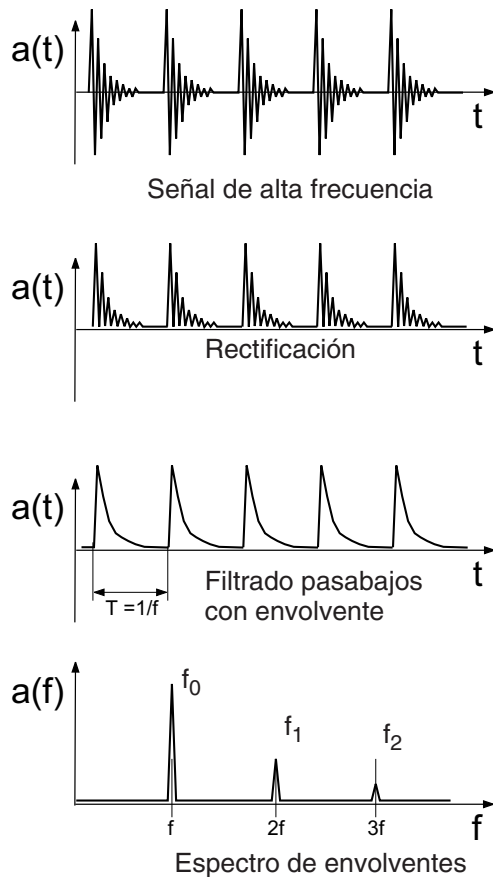 a(t)
t
Señal de alta frecuencia
a(t)
Rectificación
t
a(t)
t
T =1/f
Filtrado pasabajos
con envolvente
a(f)
f₀
f₁
f₂
f
2f
3f
f
Espectro de envolventes